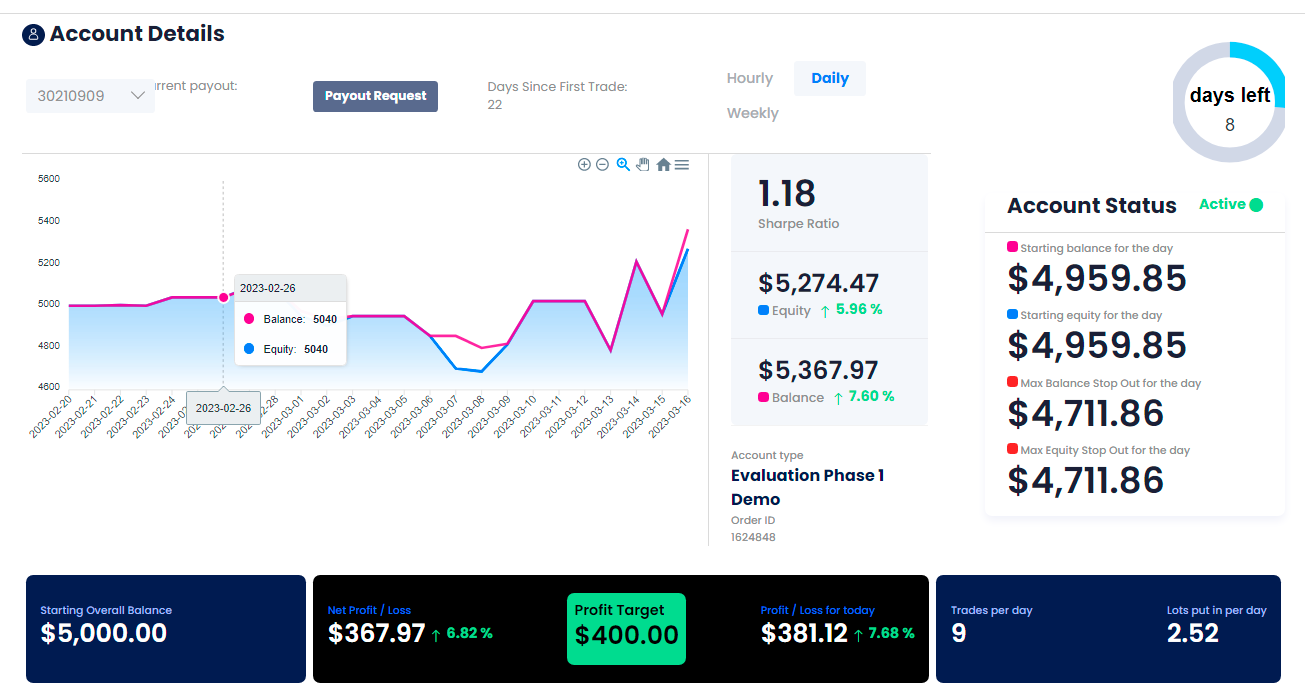 Account Details
30210909
rrent payout:
Payout Request
Days Since First Trade:
22
Hourly
Daily
Weekly
days left
8
5600
5400
5200
5000
4800
4600
2023-02-26
Balance: 5040
Equity: 5040
2023-02-20
2023-02-21
2023-02-22
2023-02-23
2023-02-24
2023-02-26
2023-03-01
2023-03-02
2023-03-03
2023-03-04
2023-03-05
2023-03-06
2023-03-07
2023-03-08
2023-03-09
2023-03-10
2023-03-11
2023-03-12
2023-03-13
2023-03-14
2023-03-15
2023-03-16
1.18
Sharpe Ratio
$5,274.47
Equity ↑ 5.96 %
$5,367.97
Balance ↑ 7.60 %
Account type
Evaluation Phase 1
Demo
Order ID
1624848
Account Status
Active
Starting balance for the day
$4,959.85
Starting equity for the day
$4,959.85
Max Balance Stop Out for the day
$4,711.86
Max Equity Stop Out for the day
$4,711.86
Starting Overall Balance
$5,000.00
Net Profit / Loss
$367.97 ↑ 6.82 %
Profit Target
$400.00
Profit / Loss for today
$381.12 ↑ 7.68 %
Trades per day
9
Lots put in per day
2.52